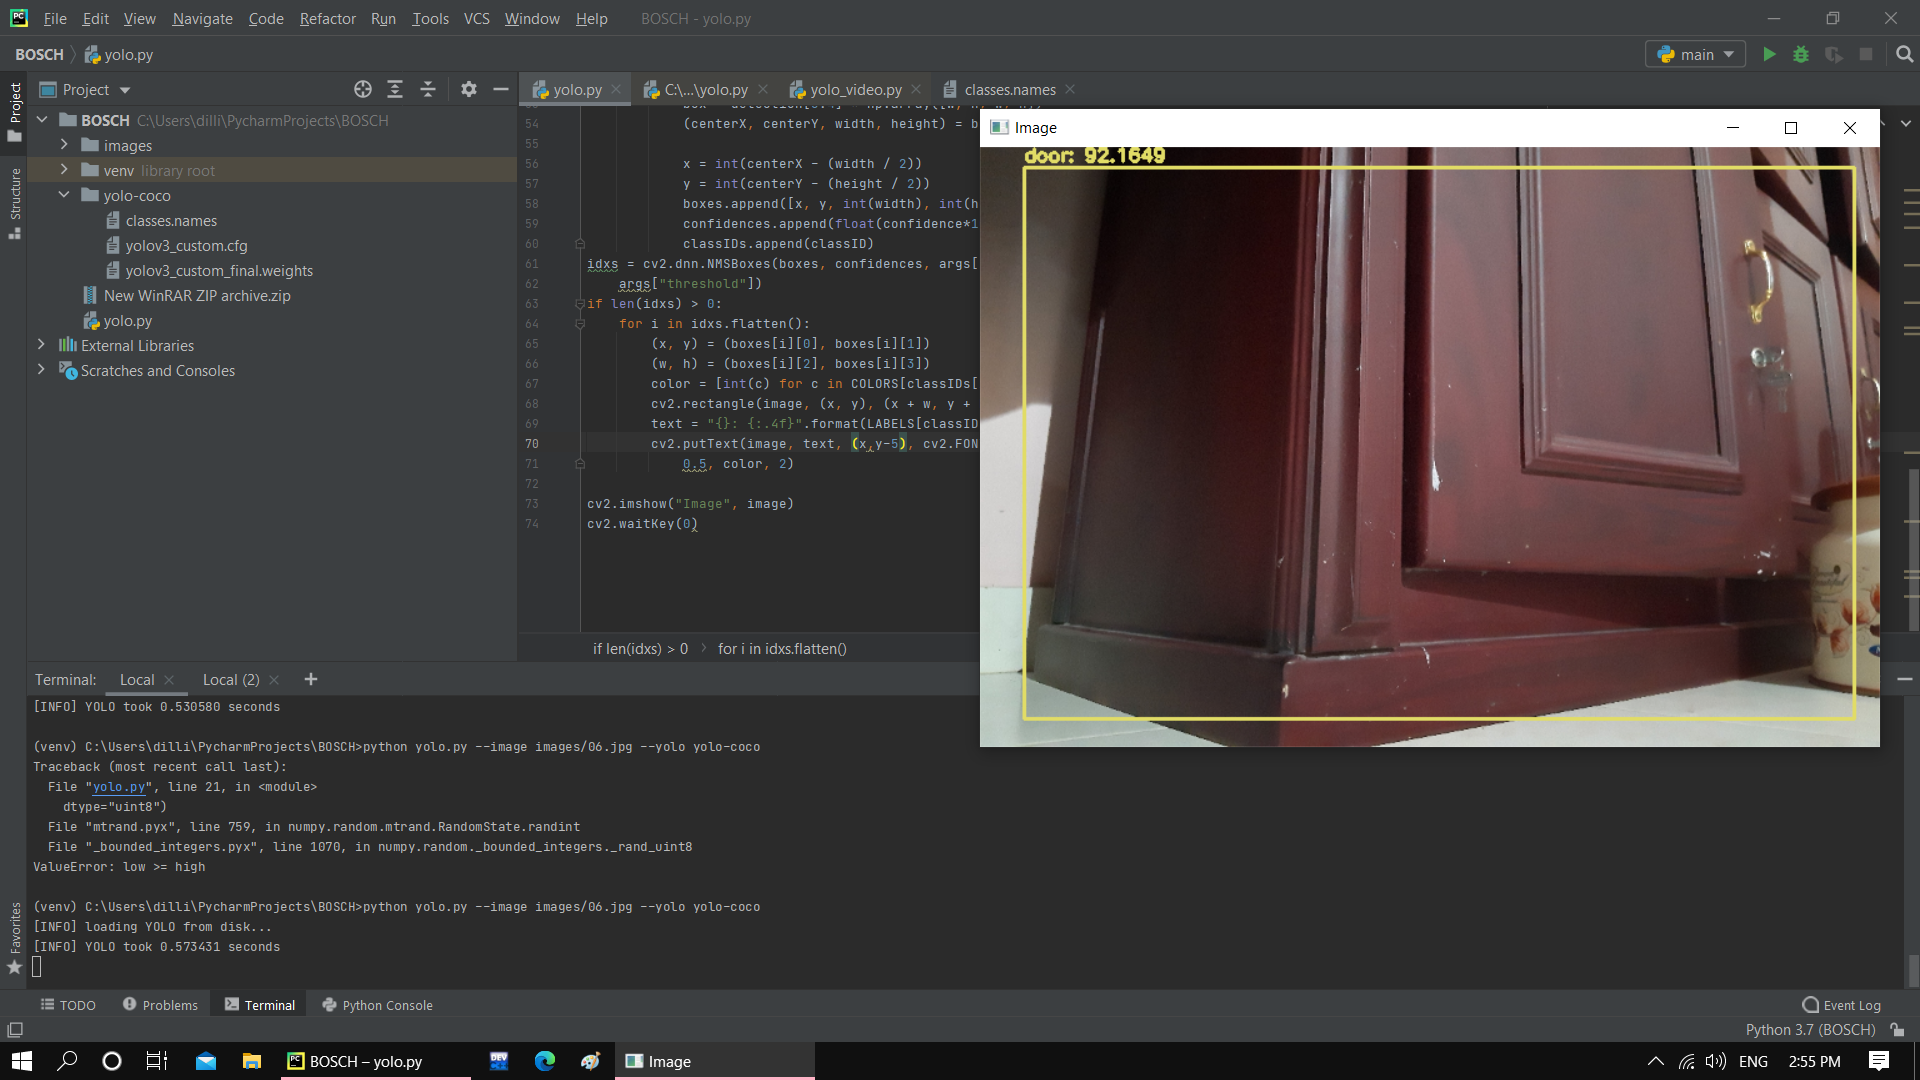 File Edit View Navigate Code Refactor Run Tools VCS Window Help BOSCH - yolo.py
BOSCH yolo.py
main
Project
yolo.py C:\...\yolo.py yolo_video.py classes.names
BOSCH C:\Users\dilli\PycharmProjects\BOSCH
images
venv library root
yolo-coco
classes.names
yolov3_custom.cfg
yolov3_custom_final.weights
New WinRAR ZIP archive.zip
yolo.py
External Libraries
Scratches and Consoles
Project
Structure
Favorites
54 (centerX, centerY, width, height) = b
55
56 x = int(centerX - (width / 2))
57 y = int(centerY - (height / 2))
58 boxes.append([x, y, int(width), int(h
59 confidences.append(float(confidence*1
60 classIDs.append(classID)
61 idxs = cv2.dnn.NMSBoxes(boxes, confidences, args[
62 args["threshold"])
63 if len(idxs) > 0:
64 for i in idxs.flatten():
65 (x, y) = (boxes[i][0], boxes[i][1])
66 (w, h) = (boxes[i][2], boxes[i][3])
67 color = [int(c) for c in COLORS[classIDs[
68 cv2.rectangle(image, (x, y), (x + w, y +
69 text = "{}: {:.4f}".format(LABELS[classID
70 cv2.putText(image, text, (x,y-5), cv2.FON
71 0.5, color, 2)
72
73 cv2.imshow("Image", image)
74 cv2.waitKey(0)
if len(idxs) > 0 for i in idxs.flatten()
Image
door: 92.1649
Terminal: Local Local (2)
[INFO] YOLO took 0.530580 seconds
(venv) C:\Users\dilli\PycharmProjects\BOSCH>python yolo.py --image images/06.jpg --yolo yolo-coco
Traceback (most recent call last):
File "yolo.py", line 21, in <module>
dtype="uint8")
File "mtrand.pyx", line 759, in numpy.random.mtrand.RandomState.randint
File "_bounded_integers.pyx", line 1070, in numpy.random._bounded_integers._rand_uint8
ValueError: low >= high
(venv) C:\Users\dilli\PycharmProjects\BOSCH>python yolo.py --image images/06.jpg --yolo yolo-coco
[INFO] loading YOLO from disk...
[INFO] YOLO took 0.573431 seconds
TODO Problems Terminal Python Console Event Log
Python 3.7 (BOSCH)
BOSCH – yolo.py Image ENG 2:55 PM